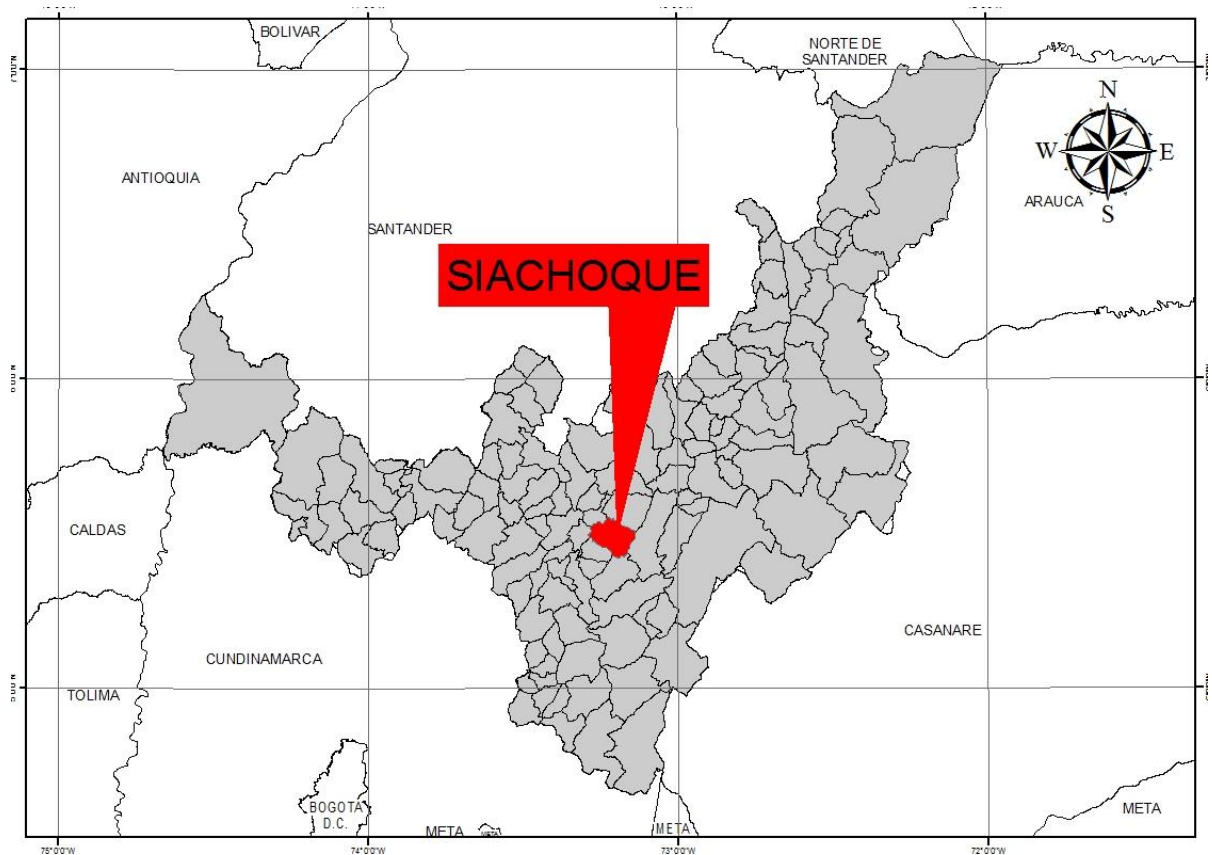 BOLIVAR
NORTE DE
SANTANDER
N
W
E
S
ANTIOQUIA
ARAUCA
SANTANDER
SIACHOQUE
CALDAS
CASANARE
CUNDINAMARCA
TOLIMA
BOGOTA
D.C.
META
META
META
META
75°0'0"W
74°0'0"W
73°0'0"W
72°0'0"W